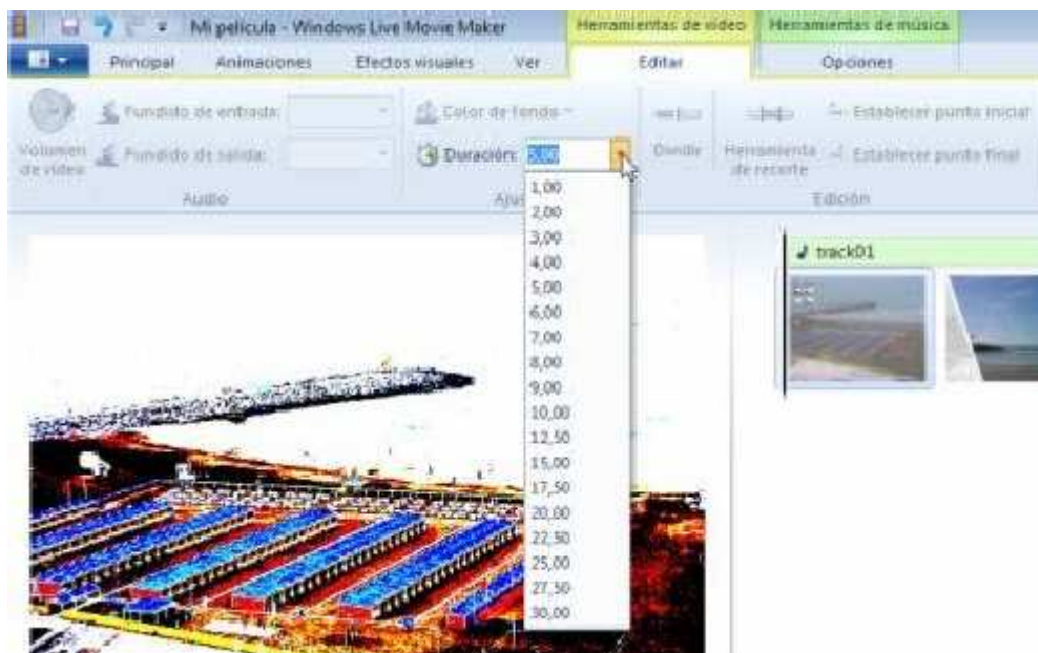 Mi película - Windows Live Movie Maker
Herramientas de vídeo
Herramientas de música
Principal
Animaciones
Efectos visuales
Ver
Editar
Opciones
Volumen de vídeo
Fundido de entrada:
Fundido de salida:
Audio
Color de fondo
Duración: 5,00
Aju
Dividir
Herramienta de recorte
Establecer punto inicial
Establecer punto final
Edición
1,00
2,00
3,00
4,00
5,00
6,00
7,00
8,00
9,00
10,00
12,50
15,00
17,50
20,00
22,50
25,00
27,50
30,00
track01